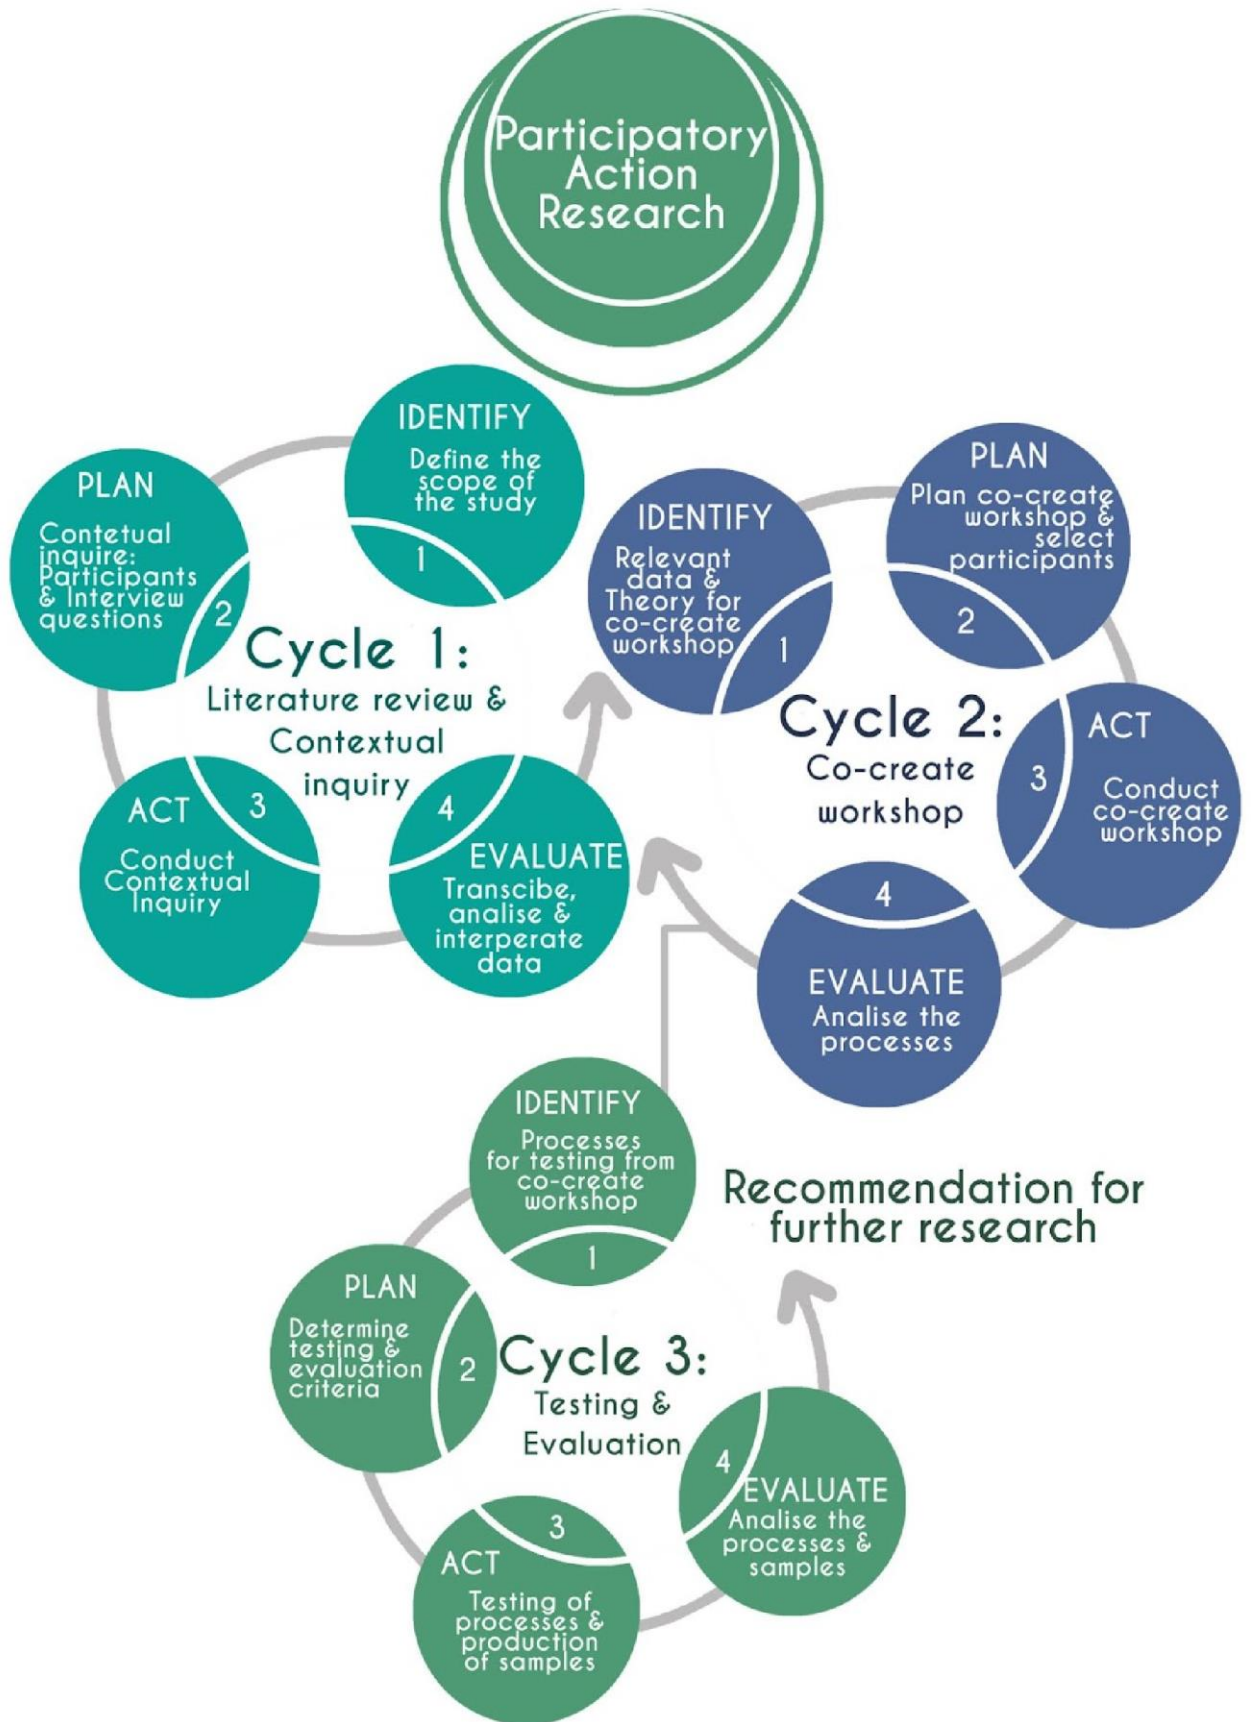 Participatory
Action
Research
IDENTIFY
Define the
scope of
the study
1
PLAN
Contetual
inquire:
Participants
& Interview
questions
2
Cycle 1:
Literature review &
Contextual
inquiry
3
ACT
Conduct
Contextual
Inquiry
4
EVALUATE
Transcibe,
analise &
interperate
data
IDENTIFY
Relevant
data &
Theory for
co-create
workshop
1
PLAN
Plan co-create
workshop &
select
participants
2
Cycle 2:
Co-create
workshop
ACT
3
Conduct
co-create
workshop
4
EVALUATE
Analise the
processes
IDENTIFY
Processes
for testing from
co-create
workshop
1
PLAN
Determine
testing &
evaluation
criteria
2
Cycle 3:
Testing &
Evaluation
3
ACT
Testing of
processes &
production
of samples
4
EVALUATE
Analise the
processes &
samples
Recommendation for
further research